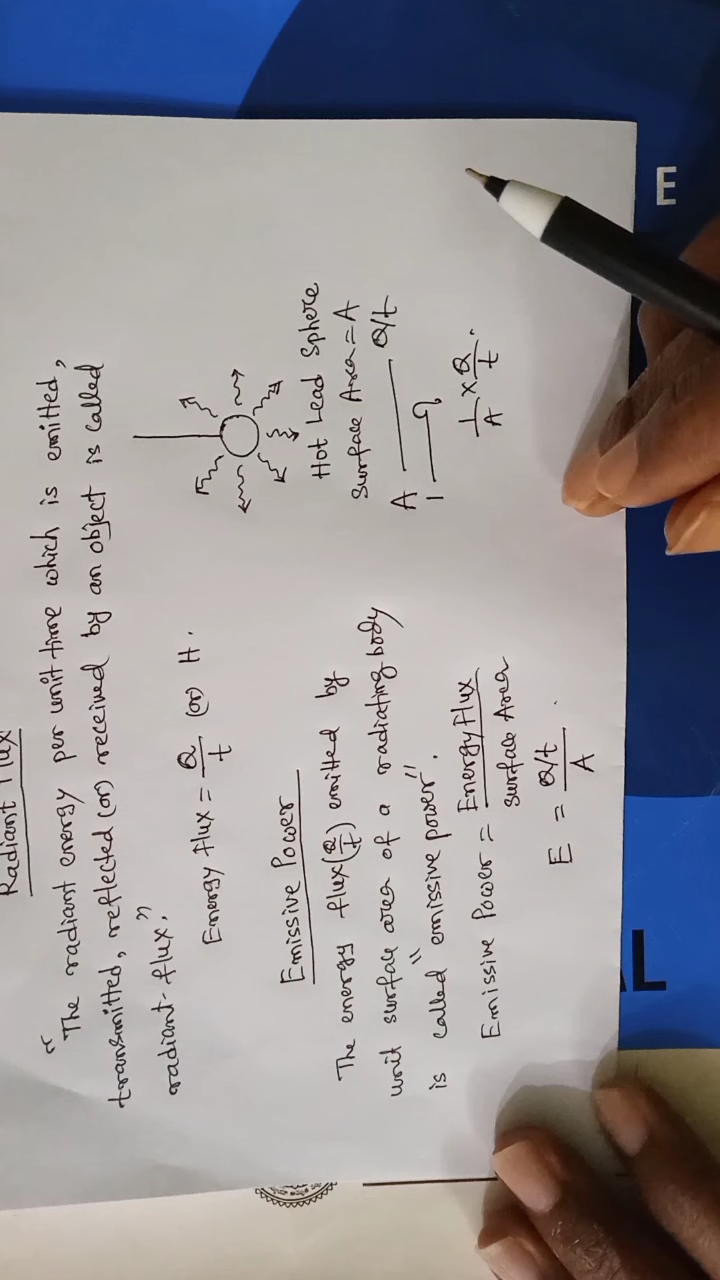 Radiant Flux
"The radiant energy per unit time which is emitted,
transmitted, reflected (or) received by an object is called
radiant-flux."
Energy flux = Q/t (or) H.
Emissive Power
The energy flux (Q/t) emitted by
unit surface area of a radiating body
is called "emissive power".
Emissive Power = Energy flux / Surface Area
E = Q/t / A .
Hot Lead Sphere
Surface Area = A
A — Q/t
1 — ?
1/A × Q/t .
E
L